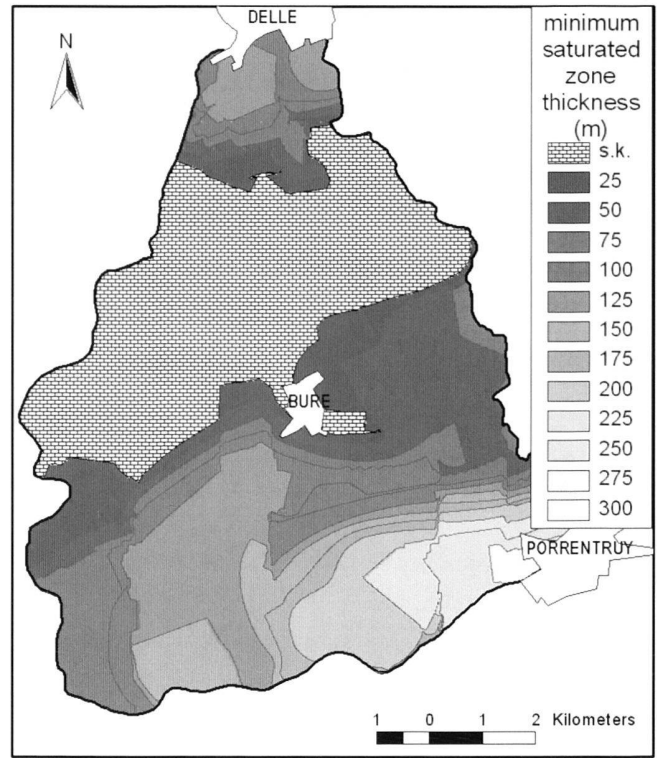 DELLE
N
minimum
saturated
zone
thickness
(m)
s.k.
25
50
75
100
125
150
175
200
225
250
275
300
BURE
PORRENTRUY
1 0 1 2 Kilometers